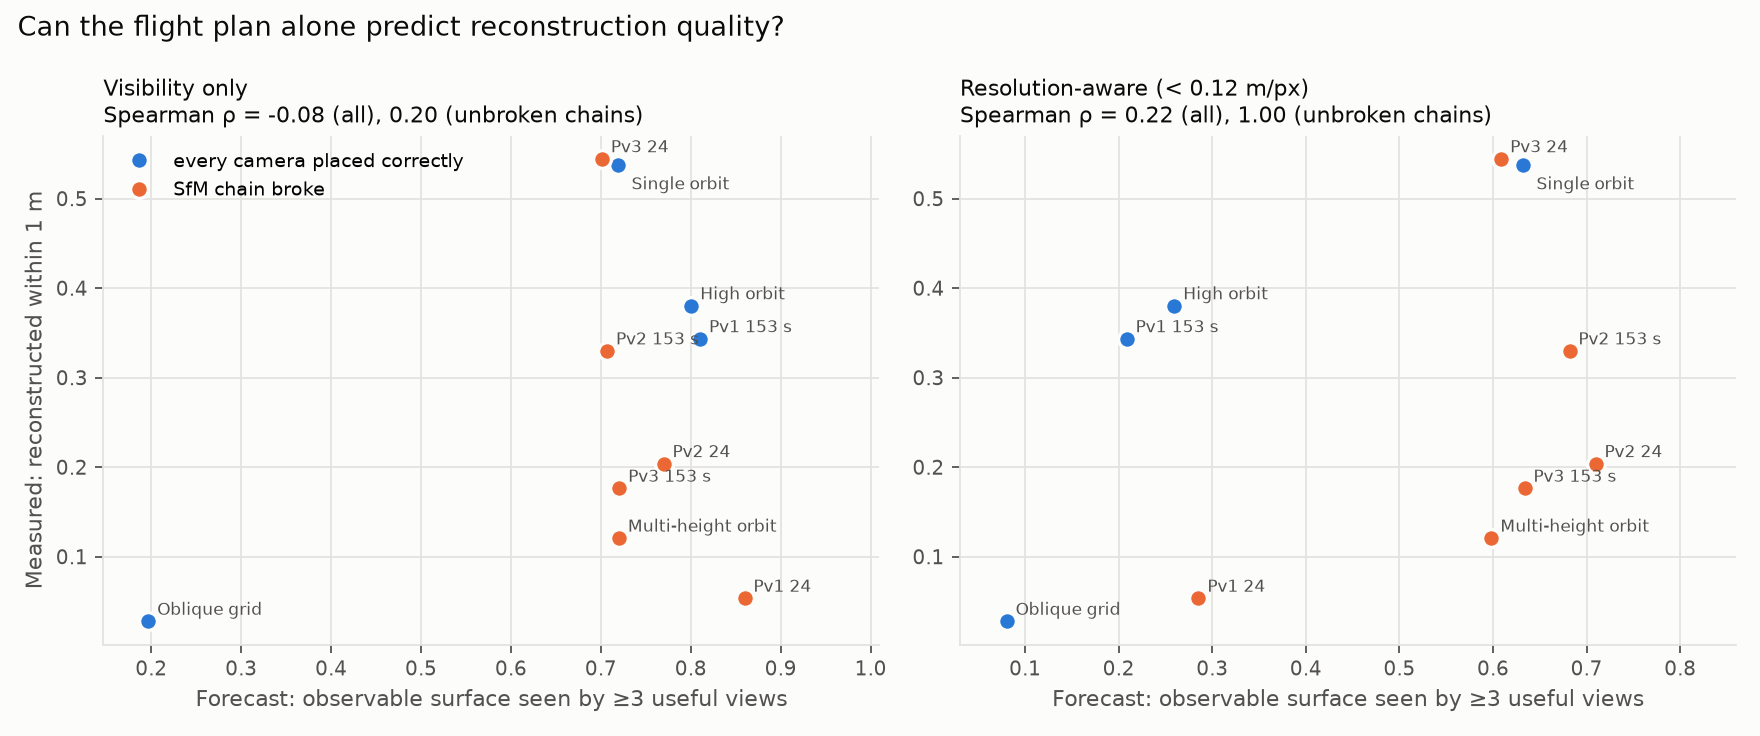 Can the flight plan alone predict reconstruction quality?
Visibility only
Spearman ρ = -0.08 (all), 0.20 (unbroken chains)
every camera placed correctly
SfM chain broke
Pv3 24
Single orbit
High orbit
Pv1 153 s
Pv2 153 s
Pv2 24
Pv3 153 s
Multi-height orbit
Pv1 24
Oblique grid
0.5
0.4
0.3
0.2
0.1
Measured: reconstructed within 1 m
0.2 0.3 0.4 0.5 0.6 0.7 0.8 0.9 1.0
Forecast: observable surface seen by ≥3 useful views
Resolution-aware (< 0.12 m/px)
Spearman ρ = 0.22 (all), 1.00 (unbroken chains)
Pv3 24
Single orbit
High orbit
Pv1 153 s
Pv2 153 s
Pv2 24
Pv3 153 s
Multi-height orbit
Pv1 24
Oblique grid
0.5
0.4
0.3
0.2
0.1
0.1 0.2 0.3 0.4 0.5 0.6 0.7 0.8
Forecast: observable surface seen by ≥3 useful views